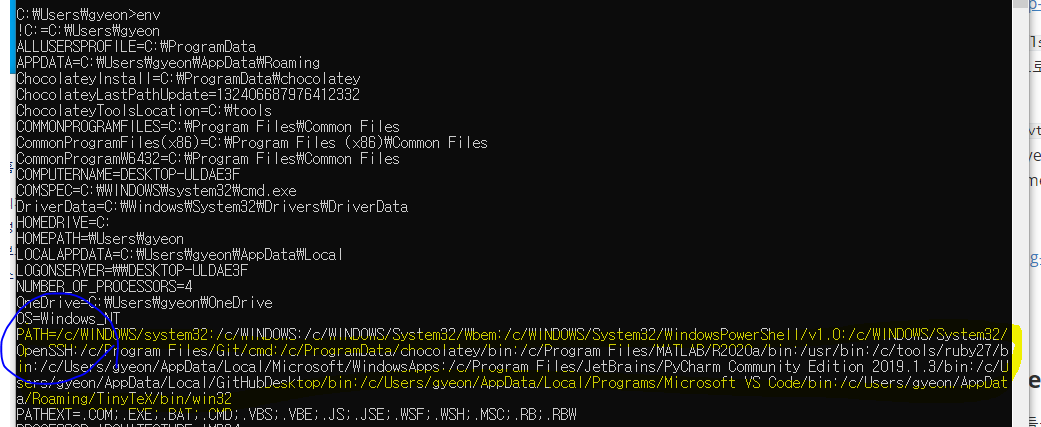 C:₩Users₩gyeon>env
!C:=C:₩Users₩gyeon
ALLUSERSPROFILE=C:₩ProgramData
APPDATA=C:₩Users₩gyeon₩AppData₩Roaming
ChocolateyInstall=C:₩ProgramData₩chocolatey
ChocolateyLastPathUpdate=132406687976412332
ChocolateyToolsLocation=C:₩tools
COMMONPROGRAMFILES=C:₩Program Files₩Common Files
CommonProgramFiles(x86)=C:₩Program Files (x86)₩Common Files
CommonProgramW6432=C:₩Program Files₩Common Files
COMPUTERNAME=DESKTOP-ULDAE3F
COMSPEC=C:₩WINDOWS₩system32₩cmd.exe
DriverData=C:₩Windows₩System32₩Drivers₩DriverData
HOMEDRIVE=C:
HOMEPATH=₩Users₩gyeon
LOCALAPPDATA=C:₩Users₩gyeon₩AppData₩Local
LOGONSERVER=₩₩DESKTOP-ULDAE3F
NUMBER_OF_PROCESSORS=4
OneDrive=C:₩Users₩gyeon₩OneDrive
OS=Windows_NT
PATH=/c/WINDOWS/system32:/c/WINDOWS:/c/WINDOWS/System32/Wbem:/c/WINDOWS/System32/WindowsPowerShell/v1.0:/c/WINDOWS/System32/
OpenSSH:/c/Program Files/Git/cmd:/c/ProgramData/chocolatey/bin:/c/Program Files/MATLAB/R2020a/bin:/usr/bin:/c/tools/ruby27/b
in:/c/Users/gyeon/AppData/Local/Microsoft/WindowsApps:/c/Program Files/JetBrains/PyCharm Community Edition 2019.1.3/bin:/c/U
sers/gyeon/AppData/Local/GitHubDesktop/bin:/c/Users/gyeon/AppData/Local/Programs/Microsoft VS Code/bin:/c/Users/gyeon/AppDat
a/Roaming/TinyTeX/bin/win32
PATHEXT=.COM;.EXE;.BAT;.CMD;.VBS;.VBE;.JS;.JSE;.WSF;.WSH;.MSC;.RB;.RBW